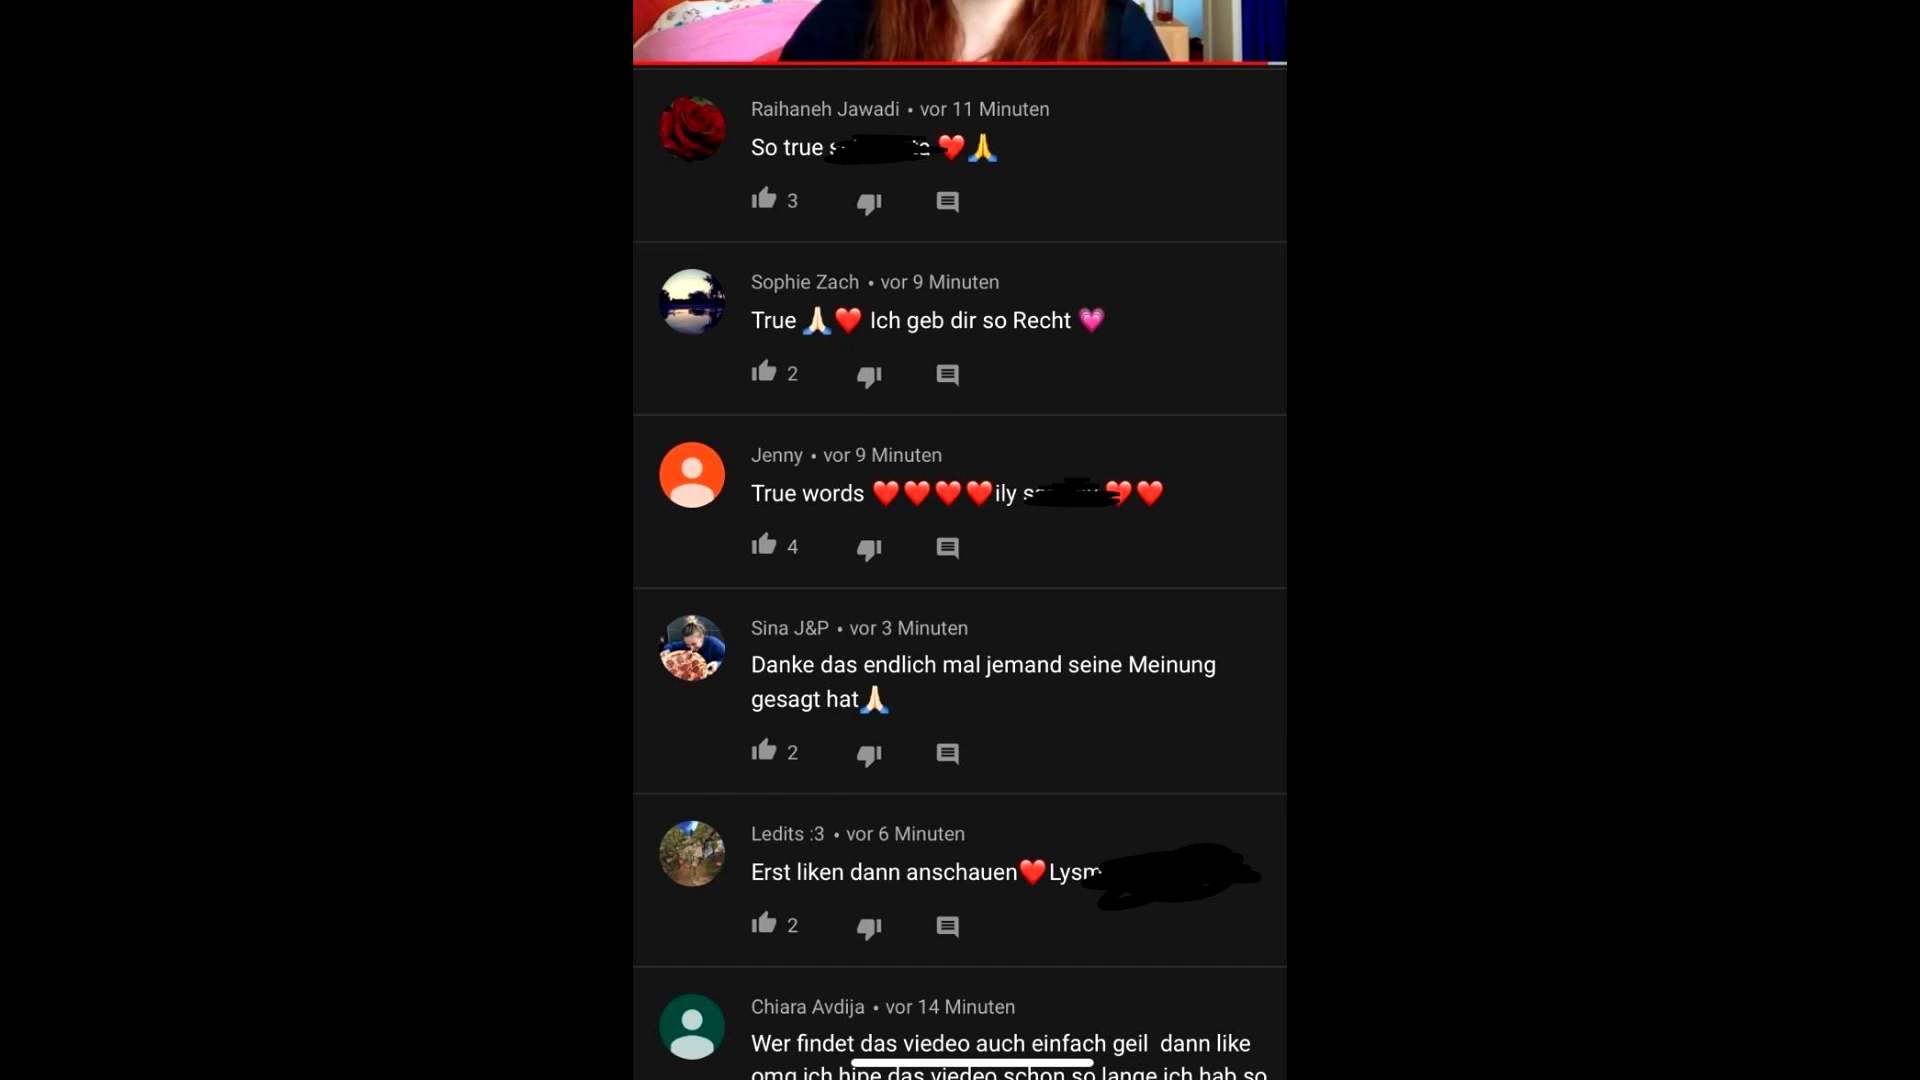 Raihaneh Jawadi • vor 11 Minuten
So true ❤️🙏
3
Sophie Zach • vor 9 Minuten
True 🙏🏻❤️ Ich geb dir so Recht 💗
2
Jenny • vor 9 Minuten
True words ❤️❤️❤️❤️ily ❤️❤️
4
Sina J&P • vor 3 Minuten
Danke das endlich mal jemand seine Meinung
gesagt hat🙏🏻
2
Ledits :3 • vor 6 Minuten
Erst liken dann anschauen❤️Lysm
2
Chiara Avdija • vor 14 Minuten
Wer findet das viedeo auch einfach geil dann like
omg ich hipe das viedeo schon so lange ich hab so